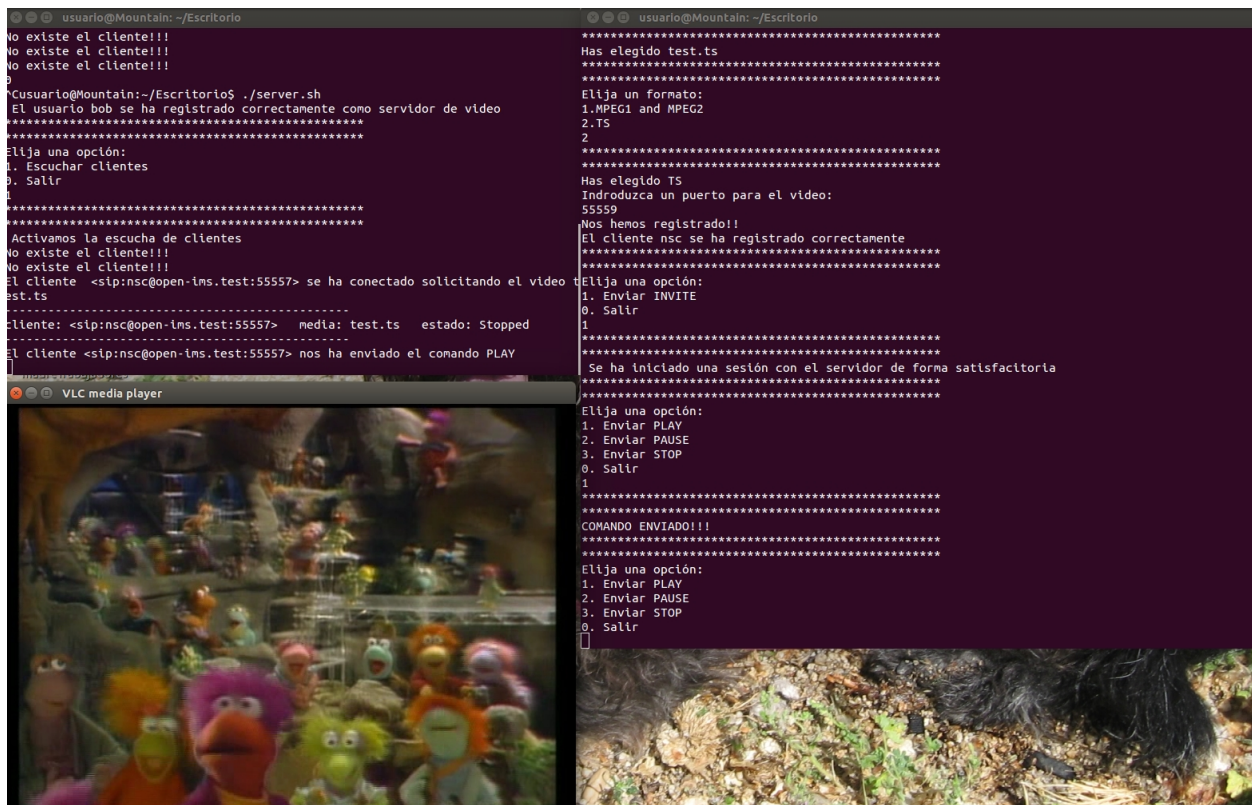 usuario@Mountain: ~/Escritorio
No existe el cliente!!!
No existe el cliente!!!
No existe el cliente!!!
0
^Cusuario@Mountain:~/Escritorio$ ./server.sh
El usuario bob se ha registrado correctamente como servidor de video
**************************************************
**************************************************
Elija una opción:
1. Escuchar clientes
0. Salir
1
**************************************************
**************************************************
Activamos la escucha de clientes
No existe el cliente!!!
No existe el cliente!!!
El cliente  <sip:nsc@open-ims.test:55557> se ha conectado solicitando el video t
est.ts
------------------------------------------------
cliente: <sip:nsc@open-ims.test:55557>   media: test.ts   estado: Stopped
------------------------------------------------
El cliente <sip:nsc@open-ims.test:55557> nos ha enviado el comando PLAY
VLC media player
usuario@Mountain: ~/Escritorio
**************************************************
Has elegido test.ts
**************************************************
**************************************************
Elija un formato:
1.MPEG1 and MPEG2
2.TS
2
**************************************************
**************************************************
Has elegido TS
Indroduzca un puerto para el video:
55559
Nos hemos registrado!!
El cliente nsc se ha registrado correctamente
**************************************************
**************************************************
Elija una opción:
1. Enviar INVITE
0. Salir
1
**************************************************
**************************************************
Se ha iniciado una sesión con el servidor de forma satisfacitoria
**************************************************
**************************************************
Elija una opción:
1. Enviar PLAY
2. Enviar PAUSE
3. Enviar STOP
0. Salir
1
**************************************************
**************************************************
COMANDO ENVIADO!!!
**************************************************
**************************************************
Elija una opción:
1. Enviar PLAY
2. Enviar PAUSE
3. Enviar STOP
0. Salir